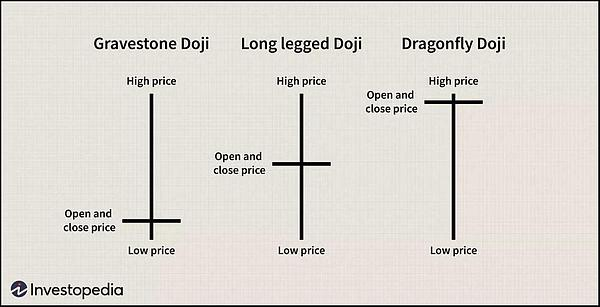 Gravestone Doji
Long legged Doji
Dragonfly Doji
High price
High price
High price
Open and
close price
Open and
close price
Open and
close price
Low price
Low price
Low price
Investopedia